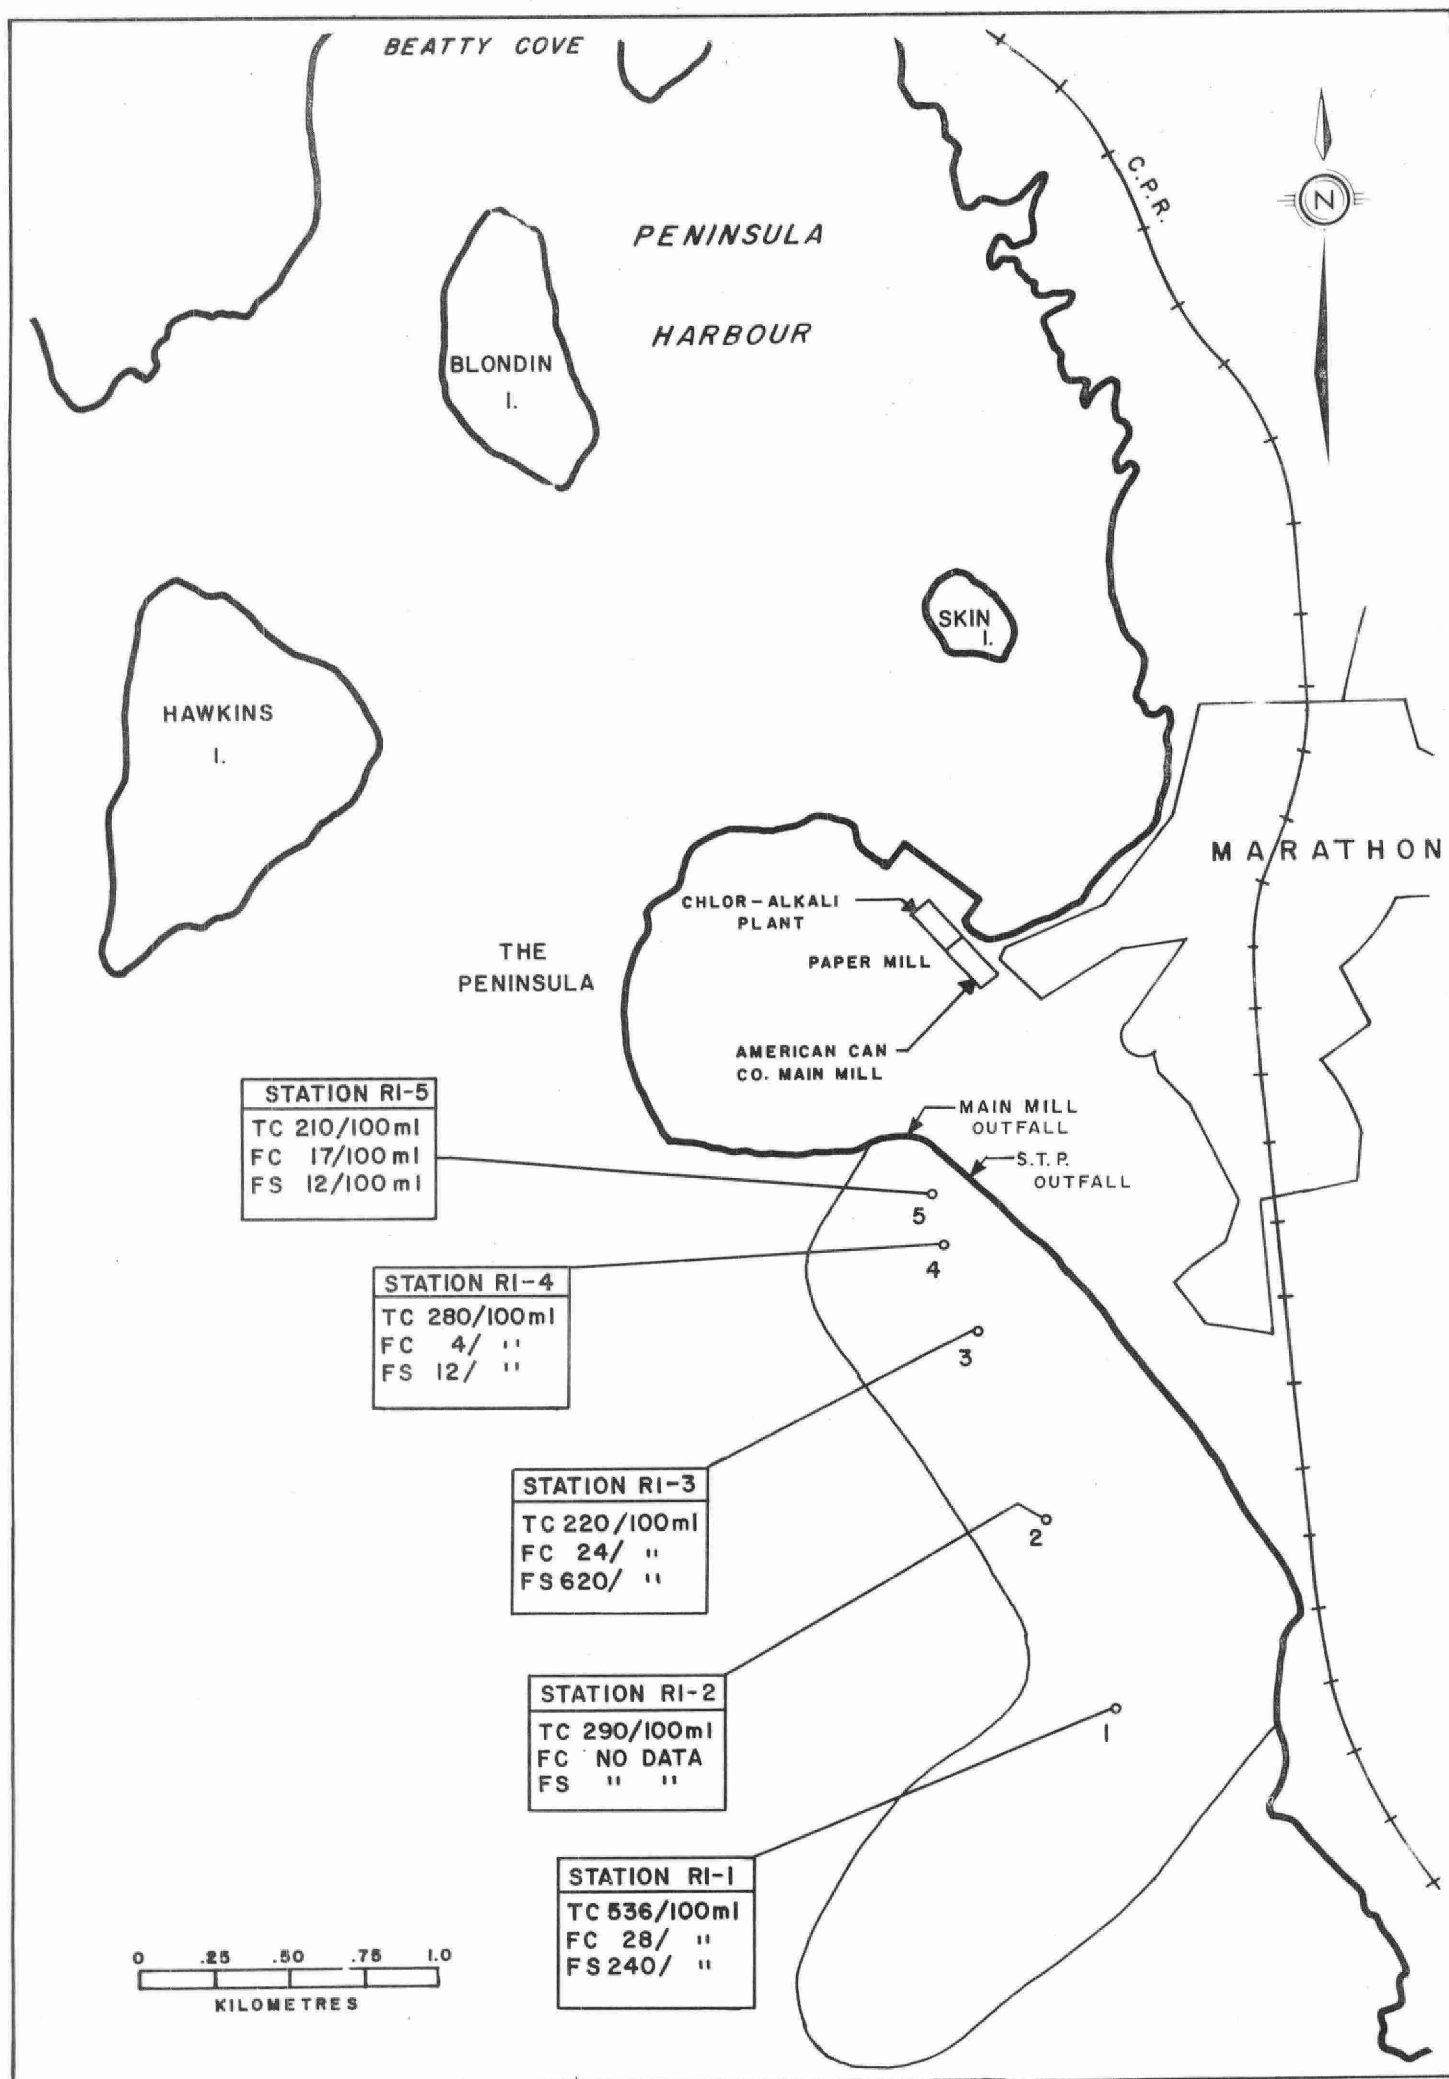 BEATTY COVE
C.P.R.
N
PENINSULA
HARBOUR
BLONDIN
I.
SKIN
I.
HAWKINS
I.
MARATHON
CHLOR-ALKALI
PLANT
THE
PENINSULA
PAPER MILL
AMERICAN CAN
CO. MAIN MILL
MAIN MILL
OUTFALL
S.T.P.
OUTFALL
STATION RI-5
TC 210/100ml
FC 17/100ml
FS 12/100ml
5
4
STATION RI-4
TC 280/100ml
FC 4/ "
FS 12/ "
3
STATION RI-3
TC 220/100ml
FC 24/ "
FS 620/ "
2
STATION RI-2
TC 290/100ml
FC NO DATA
FS " "
1
STATION RI-1
TC 536/100ml
FC 28/ "
FS 240/ "
0 .25 .50 .75 1.0
KILOMETRES